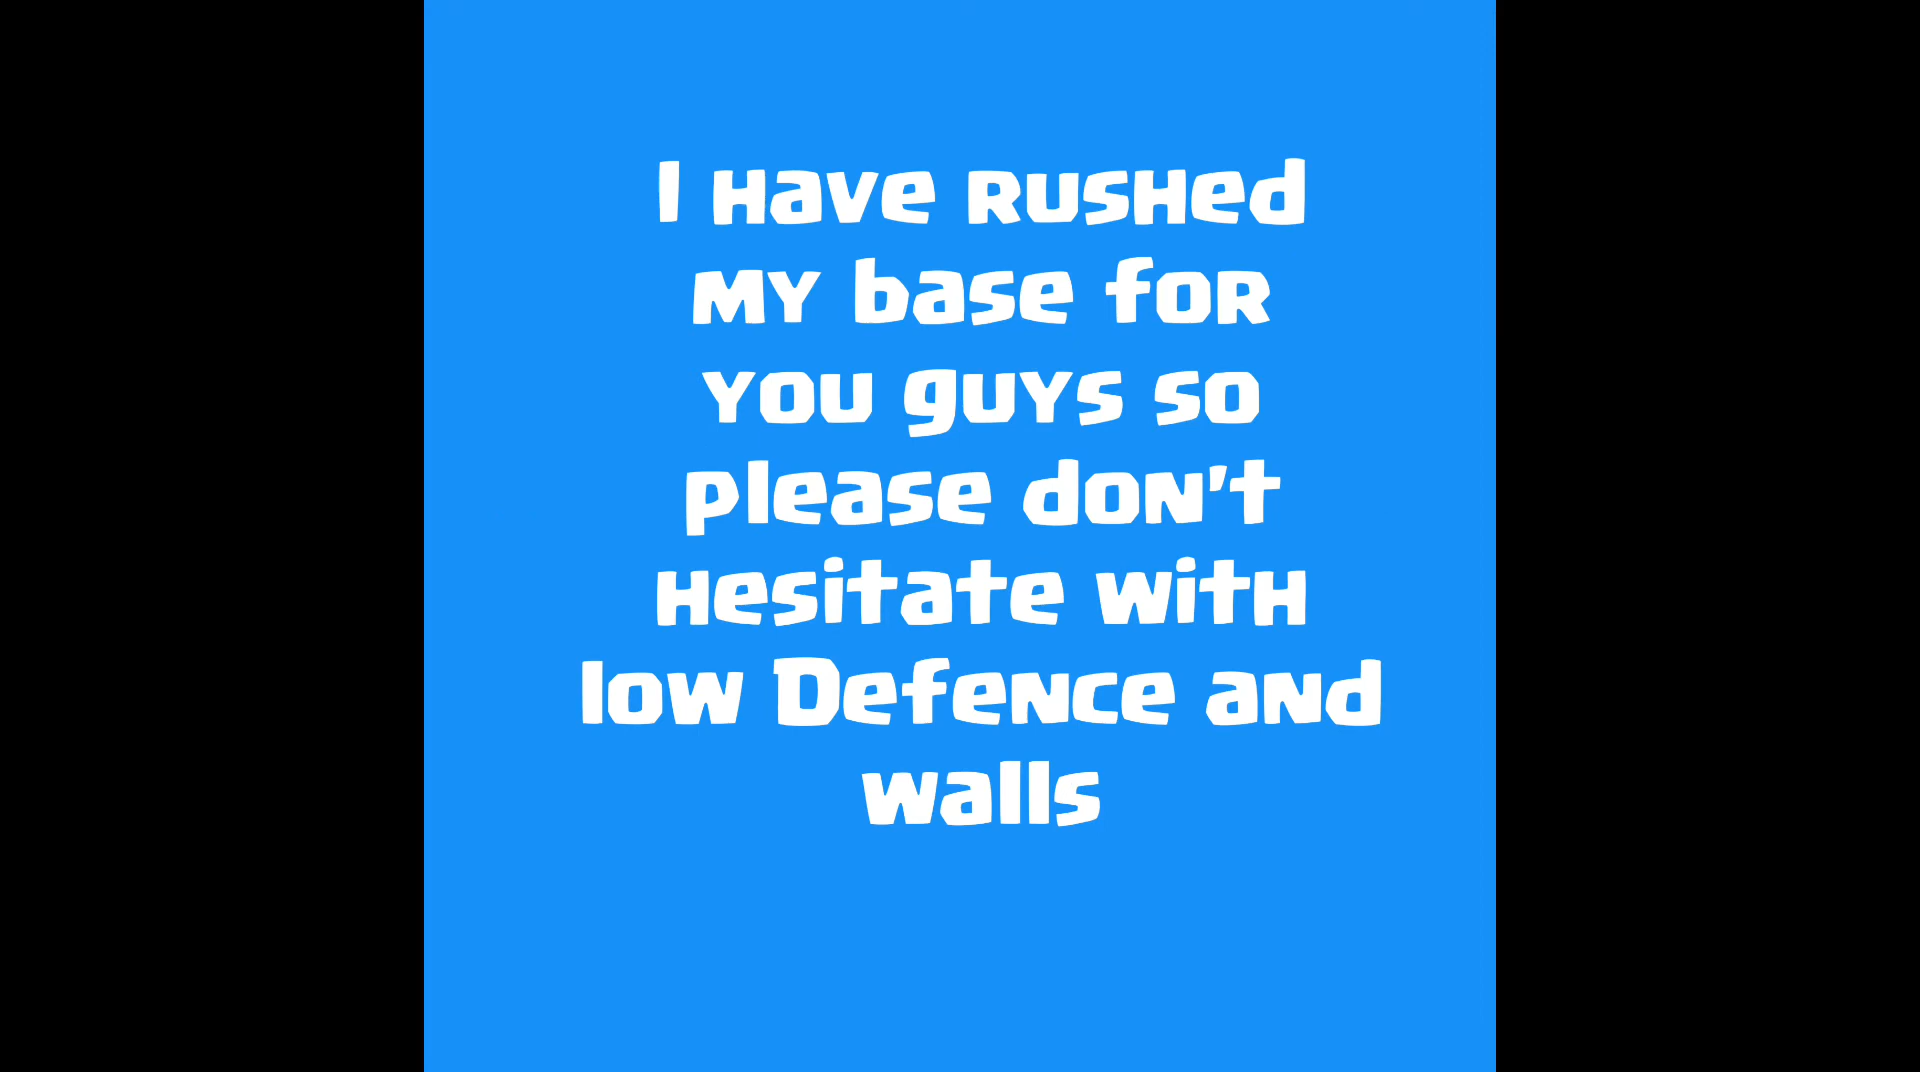 I have rushed
my base for
you guys so
please don't
hesitate with
low Defence and
walls